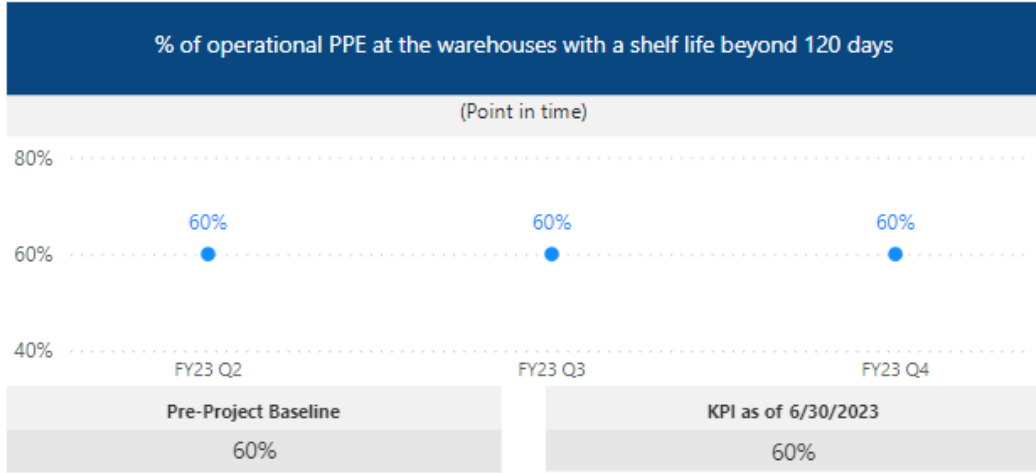 % of operational PPE at the warehouses with a shelf life beyond 120 days
(Point in time)
80%
60% 60% 60%
60%
40%
FY23 Q2 FY23 Q3 FY23 Q4
Pre-Project Baseline KPI as of 6/30/2023
60% 60%